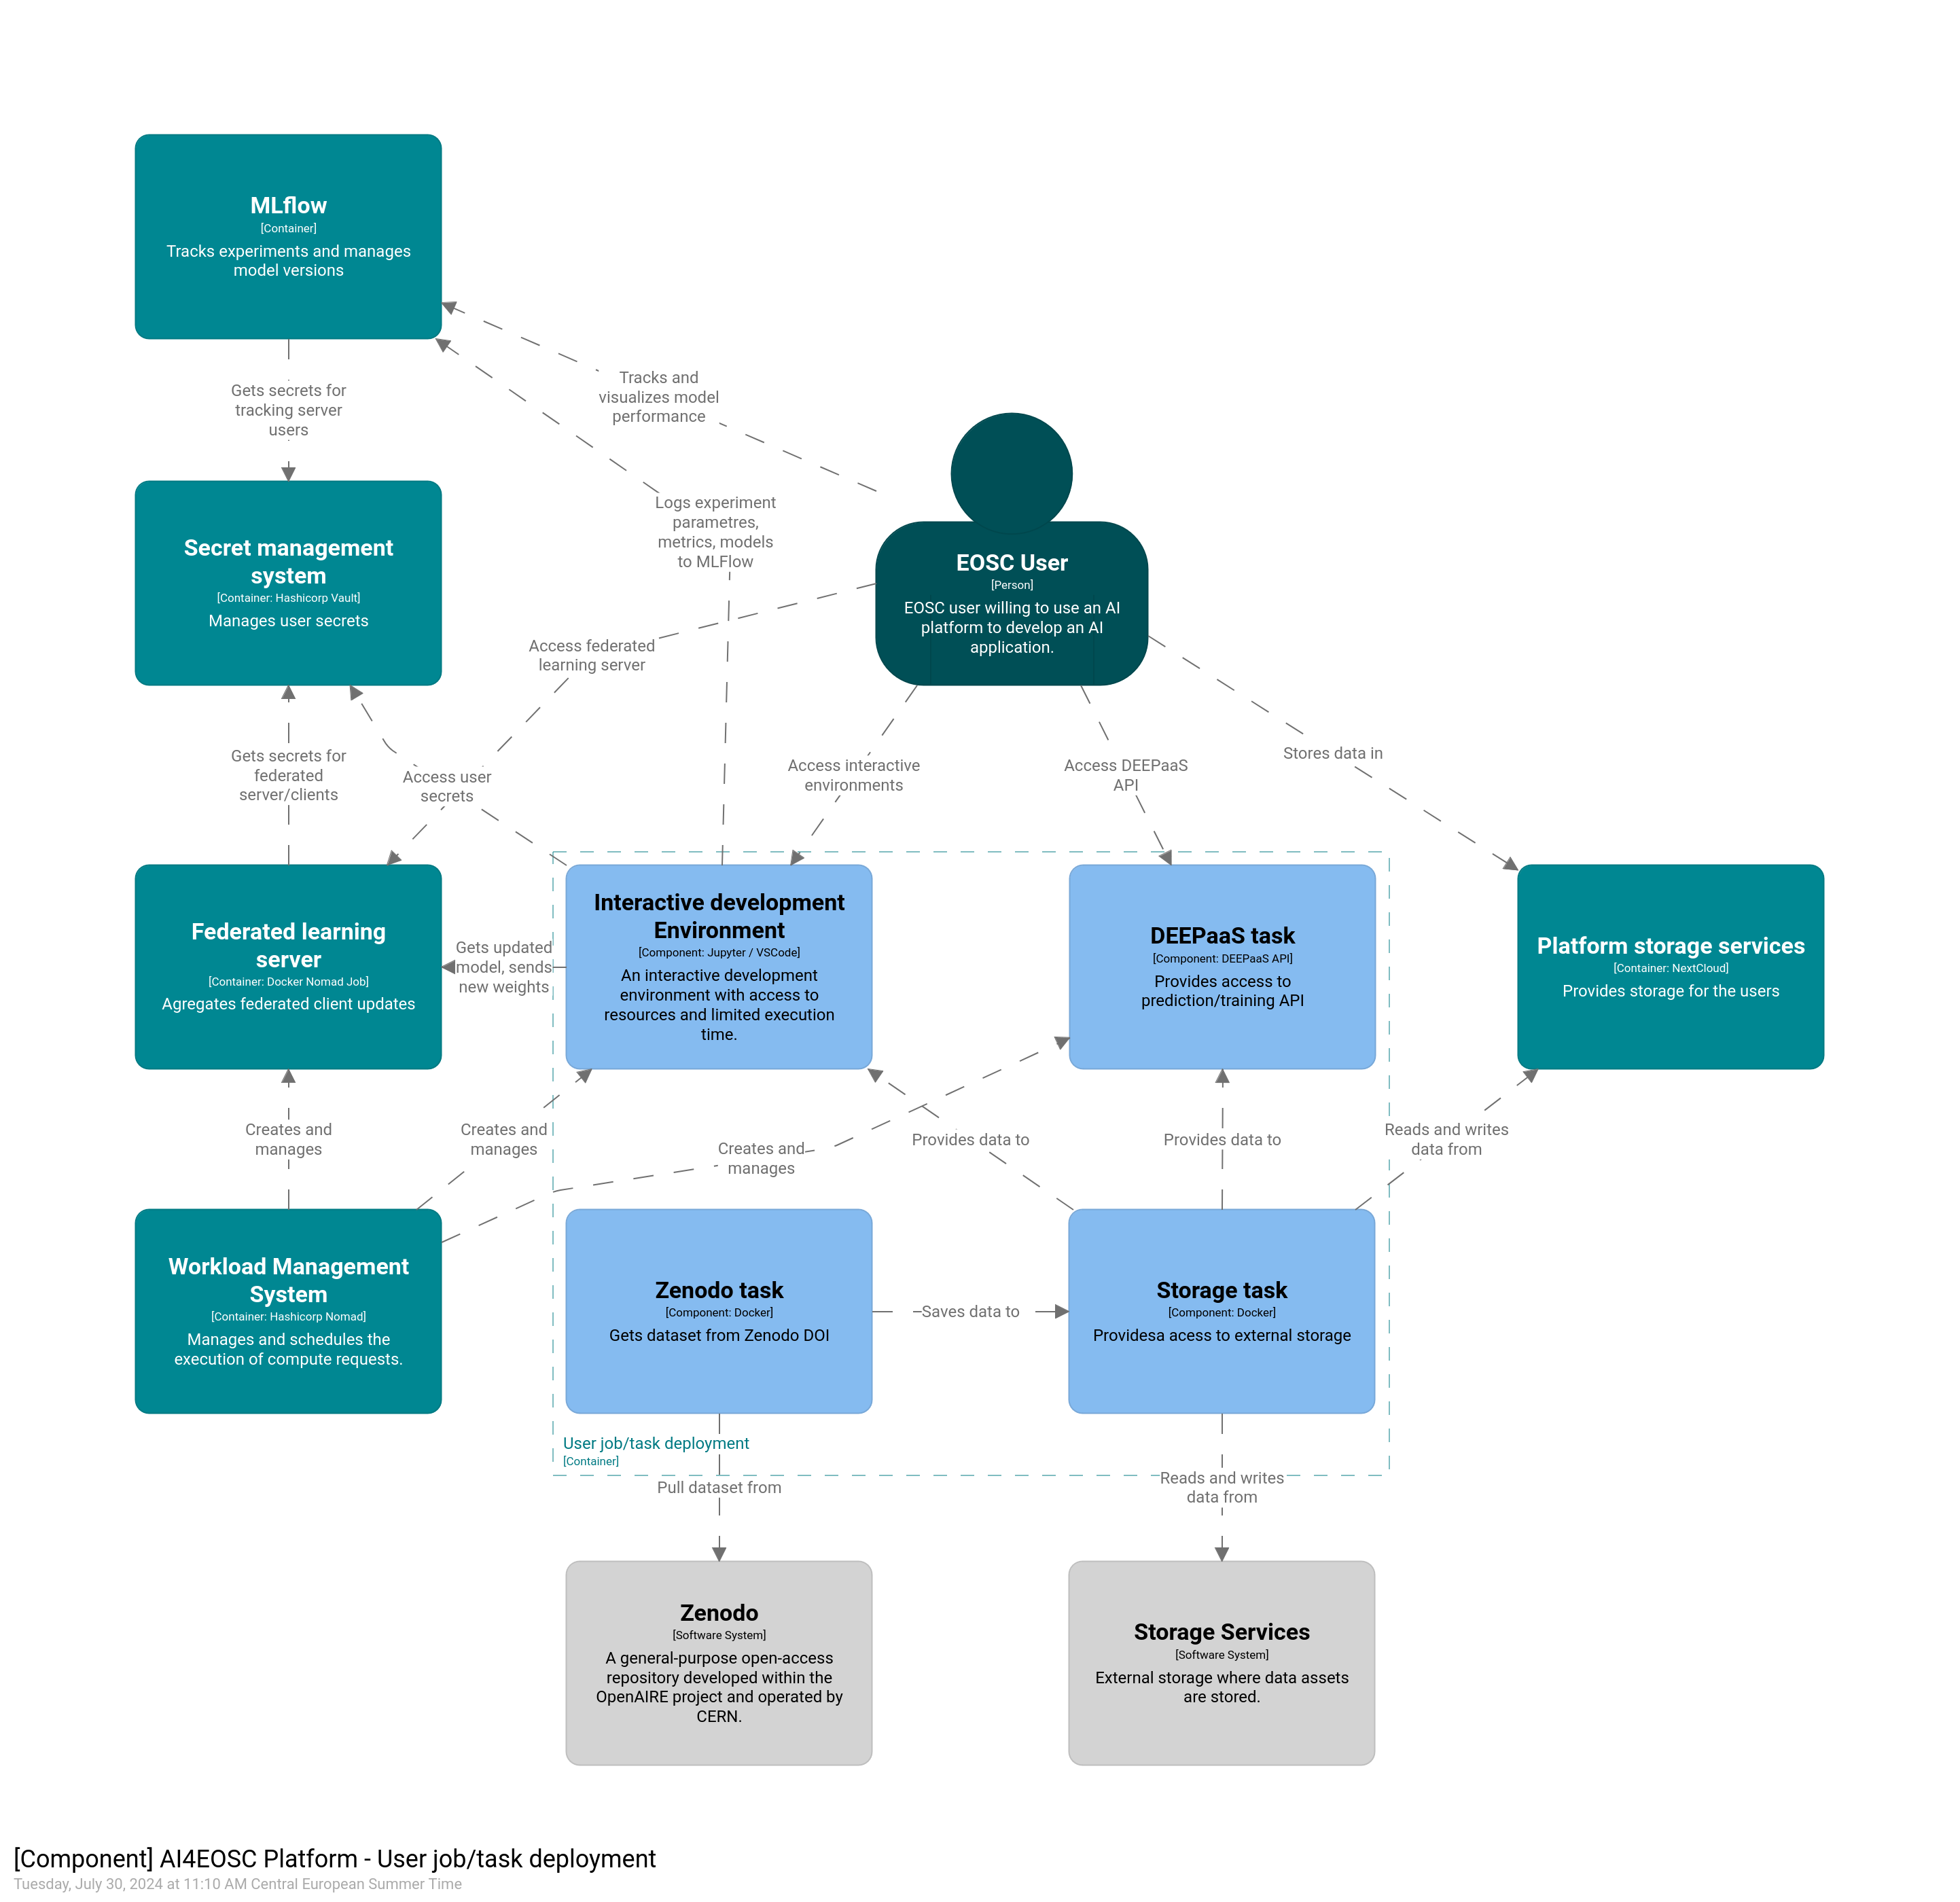 MLflow
[Container]
Tracks experiments and manages
model versions
Gets secrets for
tracking server
users
Tracks and
visualizes model
performance
Logs experiment
parametres,
metrics, models
to MLFlow
Secret management
system
[Container: Hashicorp Vault]
Manages user secrets
EOSC User
[Person]
EOSC user willing to use an AI
platform to develop an AI
application.
Access federated
learning server
Gets secrets for
federated
server/clients
Access user
secrets
Access interactive
environments
Access DEEPaaS
API
Stores data in
Federated learning
server
[Container: Docker Nomad Job]
Agregates federated client updates
Gets updated
model, sends
new weights
Interactive development
Environment
[Component: Jupyter / VSCode]
An interactive development
environment with access to
resources and limited execution
time.
DEEPaaS task
[Component: DEEPaaS API]
Provides access to
prediction/training API
Platform storage services
[Container: NextCloud]
Provides storage for the users
Creates and
manages
Creates and
manages
Creates and
manages
Provides data to
Provides data to
Reads and writes
data from
Workload Management
System
[Container: Hashicorp Nomad]
Manages and schedules the
execution of compute requests.
Zenodo task
[Component: Docker]
Gets dataset from Zenodo DOI
Saves data to
Storage task
[Component: Docker]
Providesa acess to external storage
User job/task deployment
[Container]
Pull dataset from
Reads and writes
data from
Zenodo
[Software System]
A general-purpose open-access
repository developed within the
OpenAIRE project and operated by
CERN.
Storage Services
[Software System]
External storage where data assets
are stored.
[Component] AI4EOSC Platform - User job/task deployment
Tuesday, July 30, 2024 at 11:10 AM Central European Summer Time